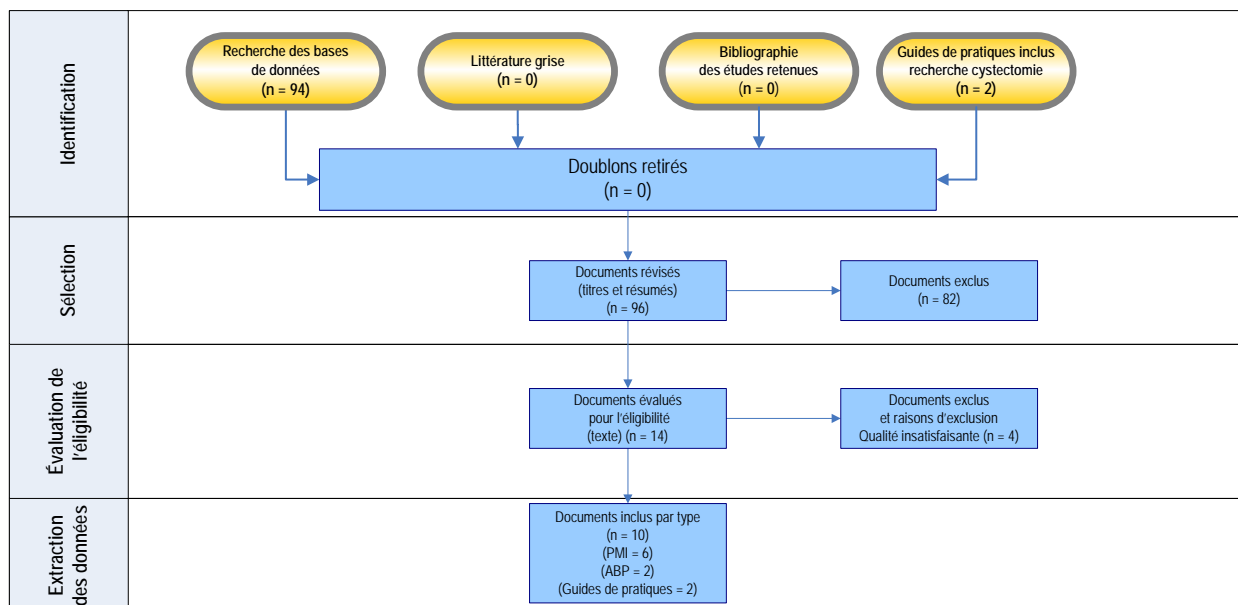 Identification
Recherche des bases
de données
(n = 94)
Littérature grise
(n = 0)
Bibliographie
des études retenues
(n = 0)
Guides de pratiques inclus
recherche cystectomie
(n = 2)
Doublons retirés
(n = 0)
Sélection
Documents révisés
(titres et résumés)
(n = 96)
Documents exclus
(n = 82)
Évaluation de
l'éligibilité
Documents évalués
pour l'éligibilité
(texte) (n = 14)
Documents exclus
et raisons d'exclusion
Qualité insatisfaisante (n = 4)
Extraction
des données
Documents inclus par type
(n = 10)
(PMI = 6)
(ABP = 2)
(Guides de pratiques = 2)